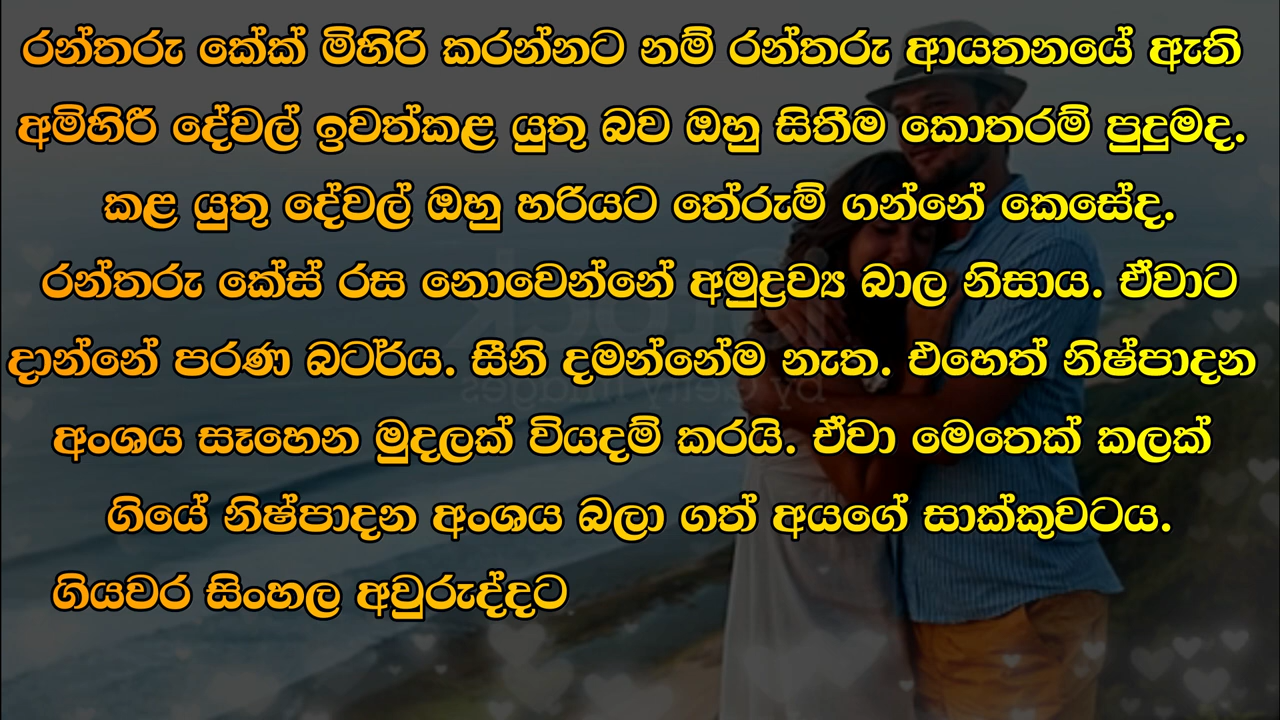 රන්තරු කේක් මිහිරි කරන්නට නම් රන්තරු ආයතනයේ ඇති
අමිහිරි දේවල් ඉවත්කළ යුතු බව ඔහු සිතීම කොතරම් පුදුමද.
කළ යුතු දේවල් ඔහු හරියට තේරුම් ගන්නේ කෙසේද.
රන්තරු කේස් රස නොවෙන්නේ අමුද්‍රව්‍ය බාල නිසාය. ඒවාට
දාන්නේ පරණ බටර්ය. සීනි දමන්නේම නැත. එහෙත් නිෂ්පාදන
අංශය සෑහෙන මුදලක් වියදම් කරයි. ඒවා මෙතෙක් කලක්
ගියේ නිෂ්පාදන අංශය බලා ගත් අයගේ සාක්කුවටය.
ගියවර සිංහල අවුරුද්දට